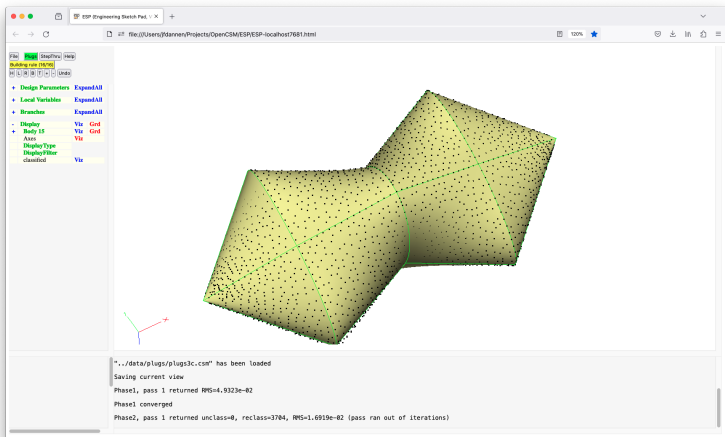 ESP (Engineering Sketch Pad, V
file:///Users/jfdannen/Projects/OpenCSM/ESP/ESP-localhost7681.html
120%
File Plugs StepThru Help
Building rule (16/16)
H L R B T + - Undo
+ Design Parameters ExpandAll
+ Local Variables ExpandAll
+ Branches ExpandAll
- Display Viz Grd
+ Body 15 Viz Grd
Axes Viz
DisplayType
DisplayFilter
classified Viz
"../data/plugs/plugs3c.csm" has been loaded
Saving current view
Phase1, pass 1 returned RMS=4.9323e-02
Phase1 converged
Phase2, pass 1 returned unclass=0, reclass=3704, RMS=1.6919e-02 (pass ran out of iterations)